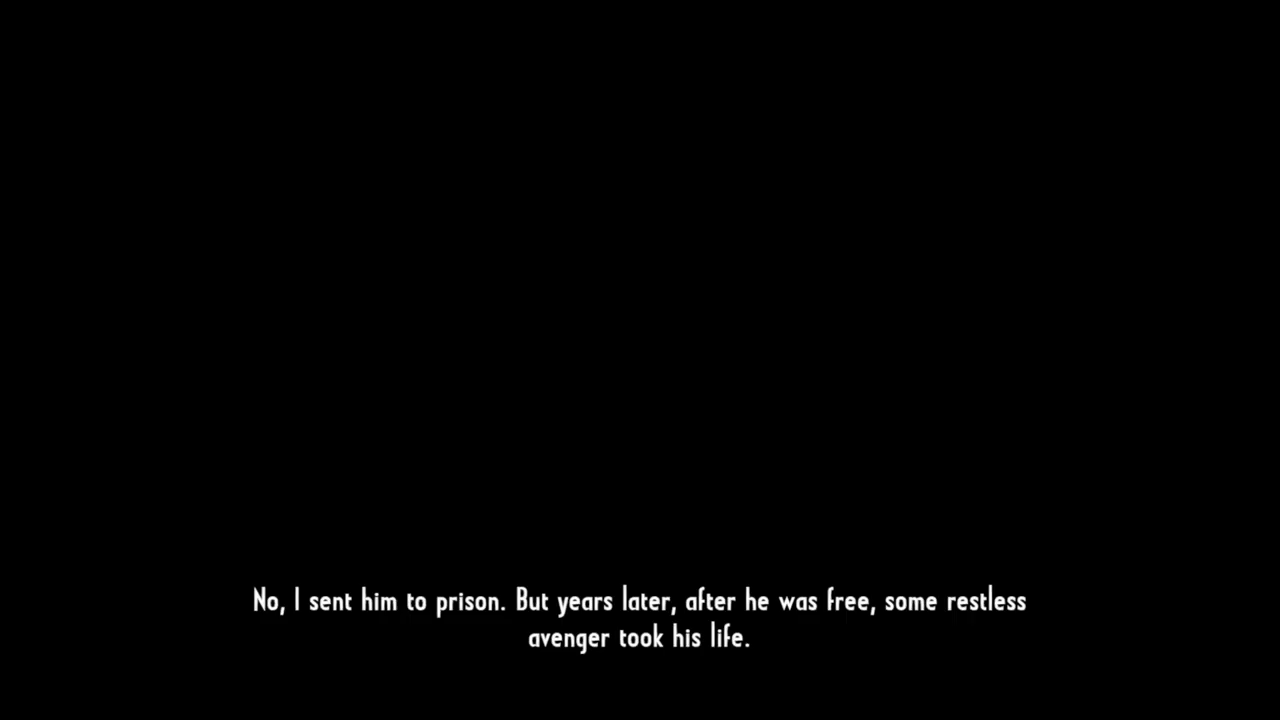 No, I sent him to prison. But years later, after he was free, some restless
avenger took his life.